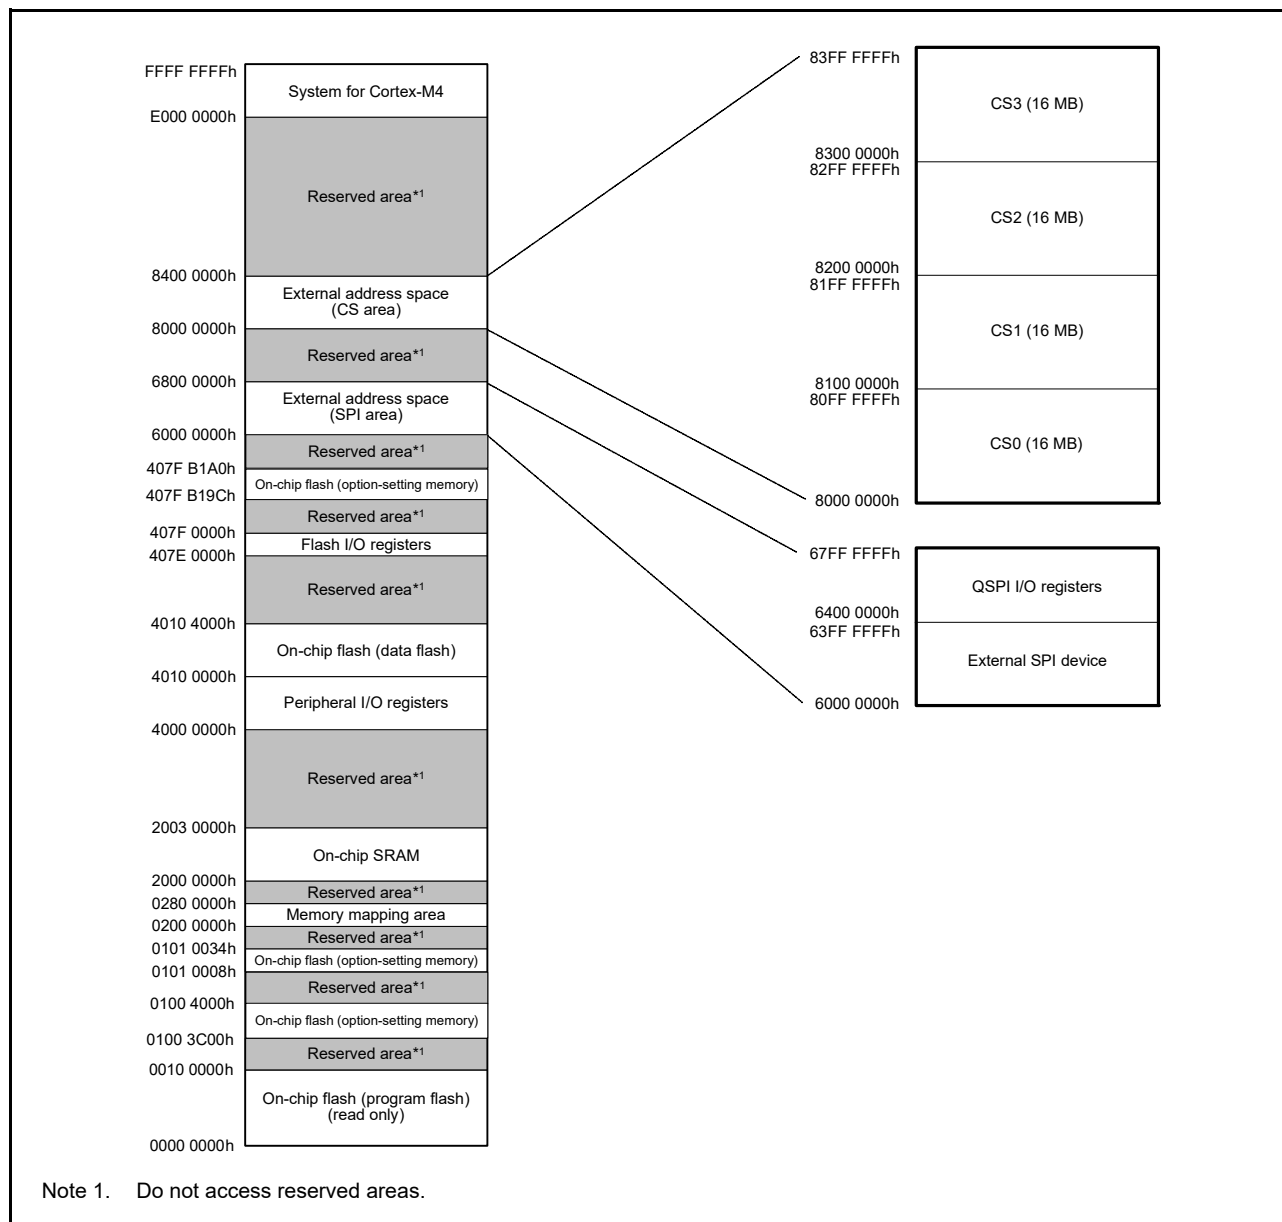 FFFF FFFFh
System for Cortex-M4
E000 0000h
Reserved area*1
8400 0000h
External address space
(CS area)
8000 0000h
Reserved area*1
6800 0000h
External address space
(SPI area)
6000 0000h
Reserved area*1
407F B1A0h
On-chip flash (option-setting memory)
407F B19Ch
Reserved area*1
407F 0000h
Flash I/O registers
407E 0000h
Reserved area*1
4010 4000h
On-chip flash (data flash)
4010 0000h
Peripheral I/O registers
4000 0000h
Reserved area*1
2003 0000h
On-chip SRAM
2000 0000h
Reserved area*1
0280 0000h
Memory mapping area
0200 0000h
Reserved area*1
0101 0034h
On-chip flash (option-setting memory)
0101 0008h
Reserved area*1
0100 4000h
On-chip flash (option-setting memory)
0100 3C00h
Reserved area*1
0010 0000h
On-chip flash (program flash)
(read only)
0000 0000h
83FF FFFFh
CS3 (16 MB)
8300 0000h
82FF FFFFh
CS2 (16 MB)
8200 0000h
81FF FFFFh
CS1 (16 MB)
8100 0000h
80FF FFFFh
CS0 (16 MB)
8000 0000h
67FF FFFFh
QSPI I/O registers
6400 0000h
63FF FFFFh
External SPI device
6000 0000h
Note 1. Do not access reserved areas.